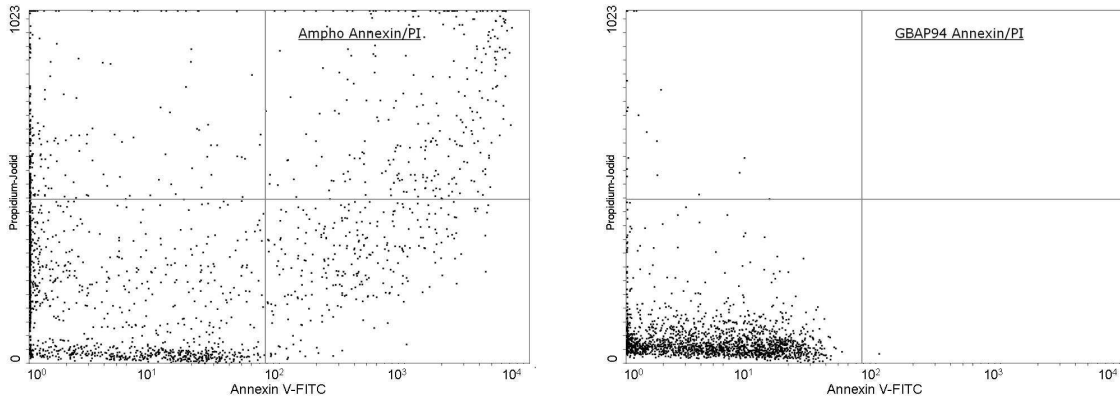 1023
Ampho Annexin/PI.
Propidium-Jodid
0
10⁰ 10¹ 10² 10³ 10⁴
Annexin V-FITC
1023
GBAP94 Annexin/PI
Propidium-Jodid
0
10⁰ 10¹ 10² 10³ 10⁴
Annexin V-FITC